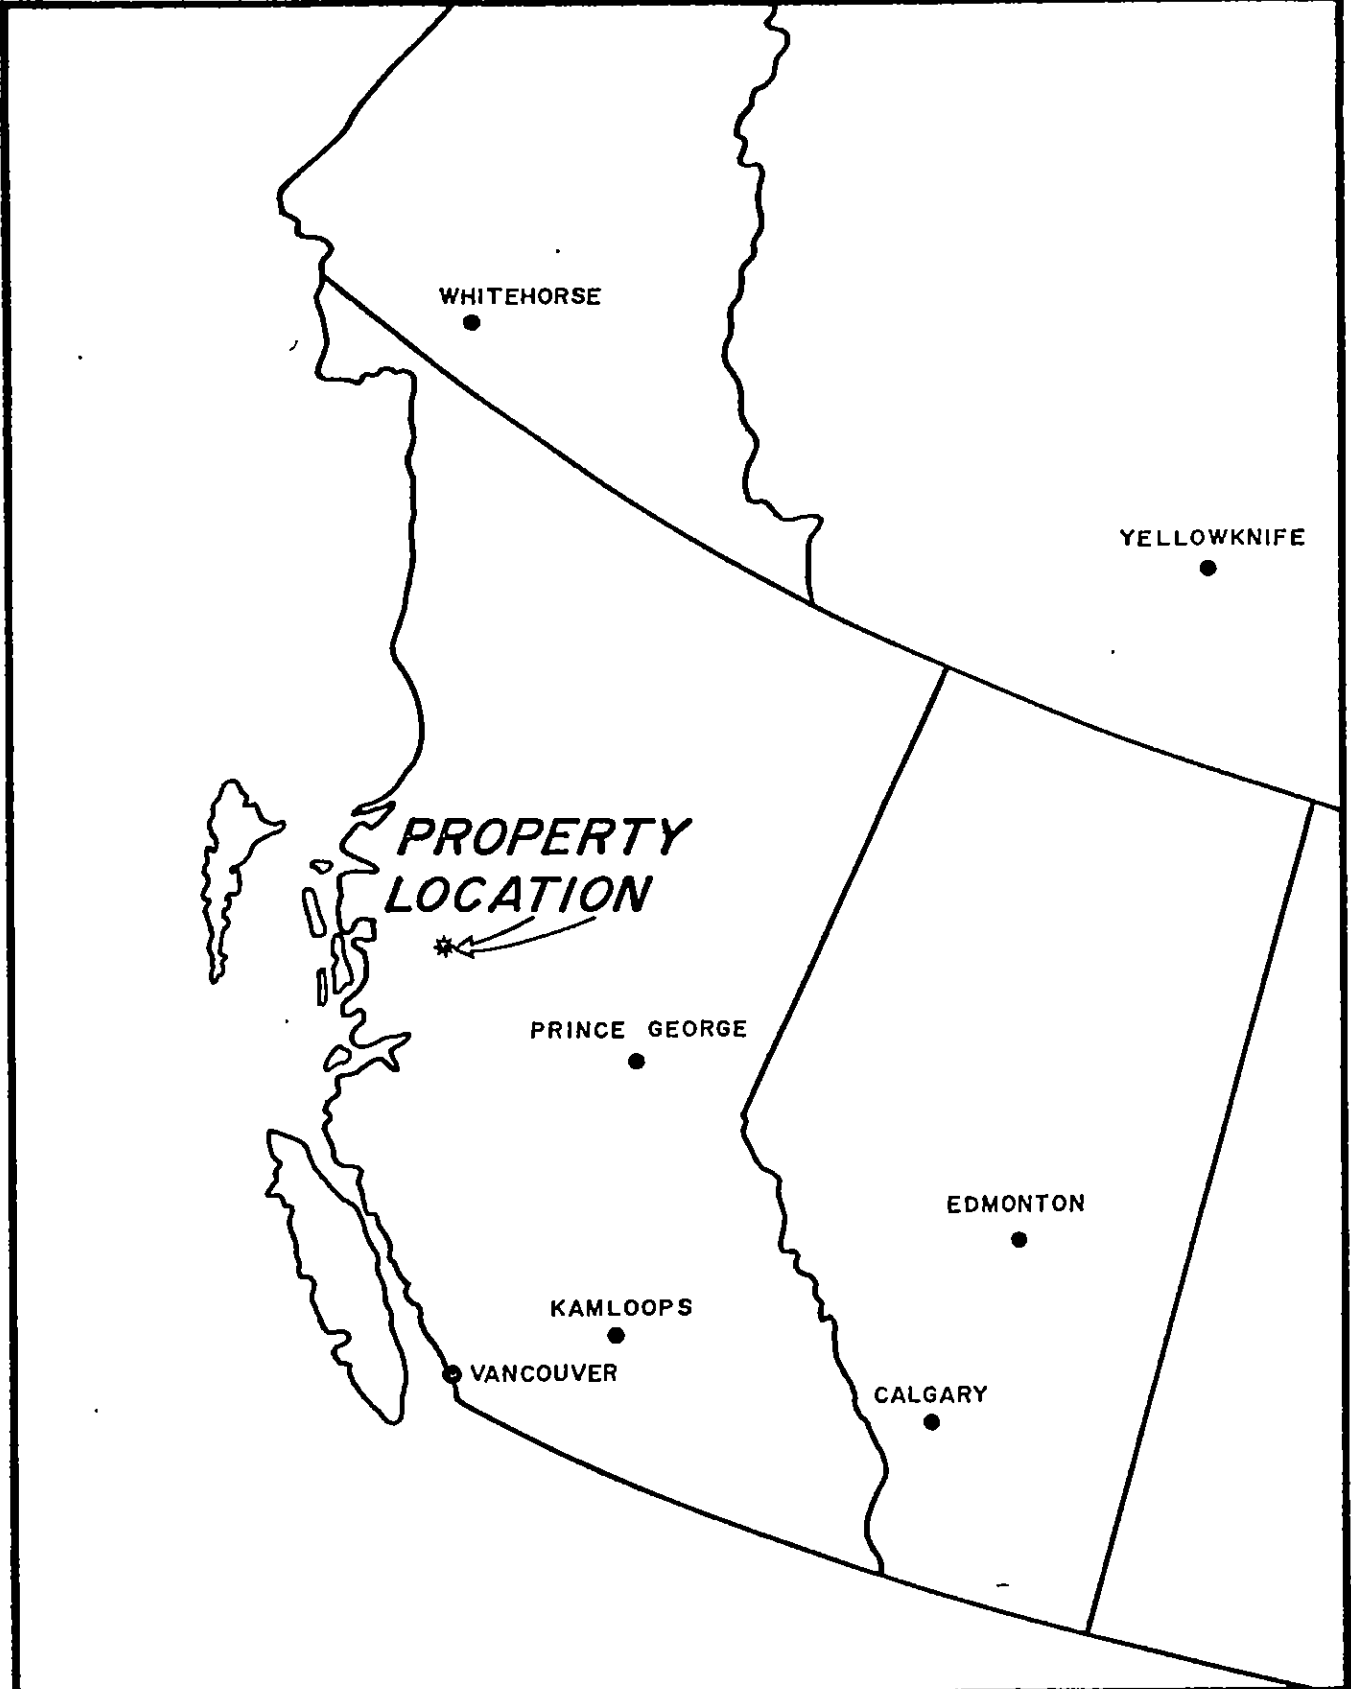 WHITEHORSE
YELLOWKNIFE
PROPERTY
LOCATION
PRINCE GEORGE
EDMONTON
KAMLOOPS
VANCOUVER
CALGARY